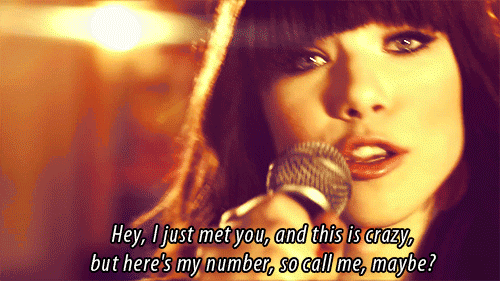 Hey, I just met you, and this is crazy,
but here's my number, so call me, maybe?